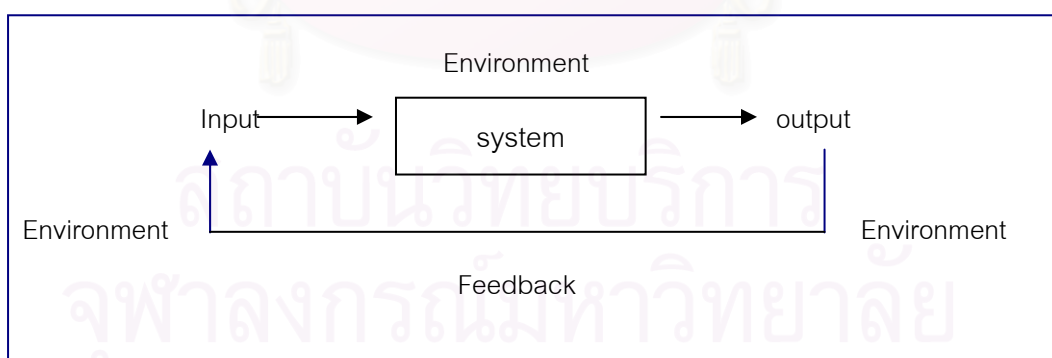 Environment
Input
system
output
สถาบันวิทยบริการ
Environment
Environment
Feedback
จุฬาลงกรณ์มหาวิทยาลัย